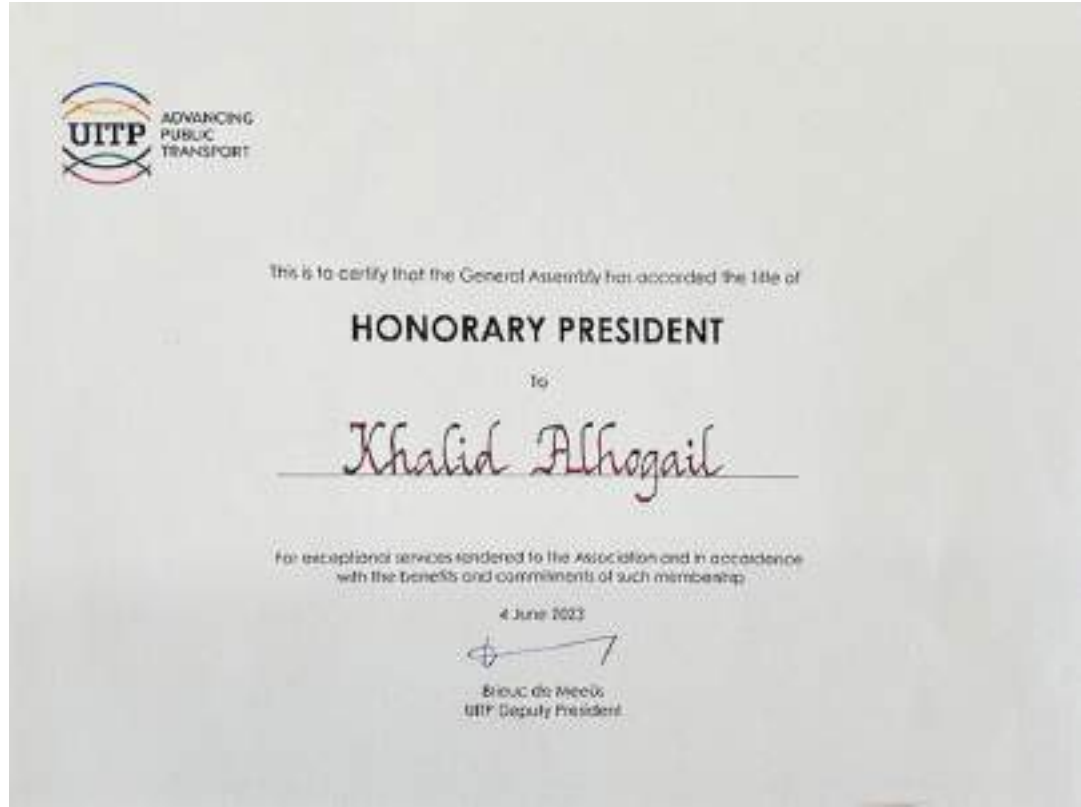 UITP
ADVANCING
PUBLIC
TRANSPORT
This is to certify that the General Assembly has accorded the title of
HONORARY PRESIDENT
To
Khalid Alhogail
For exceptional services rendered to the Association and in accordance
with the benefits and commitments of such membership
4 June 2023
Brieuc de Meeûs
UITP Deputy President